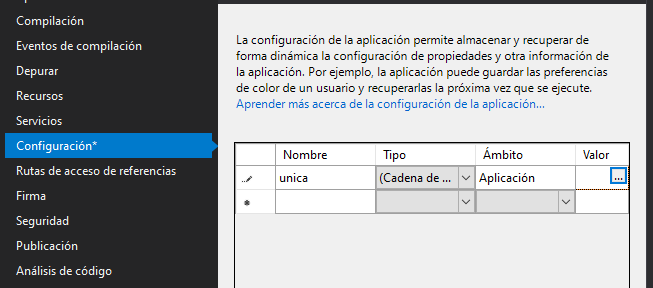 Compilación
Eventos de compilación
Depurar
Recursos
Servicios
Configuración*
Rutas de acceso de referencias
Firma
Seguridad
Publicación
Análisis de código
La configuración de la aplicación permite almacenar y recuperar de
forma dinámica la configuración de propiedades y otra información de
la aplicación. Por ejemplo, la aplicación puede guardar las preferencias
de color de un usuario y recuperarlas la próxima vez que se ejecute.
Aprender más acerca de la configuración de la aplicación...
Nombre Tipo Ámbito Valor
unica (Cadena de ... Aplicación ...